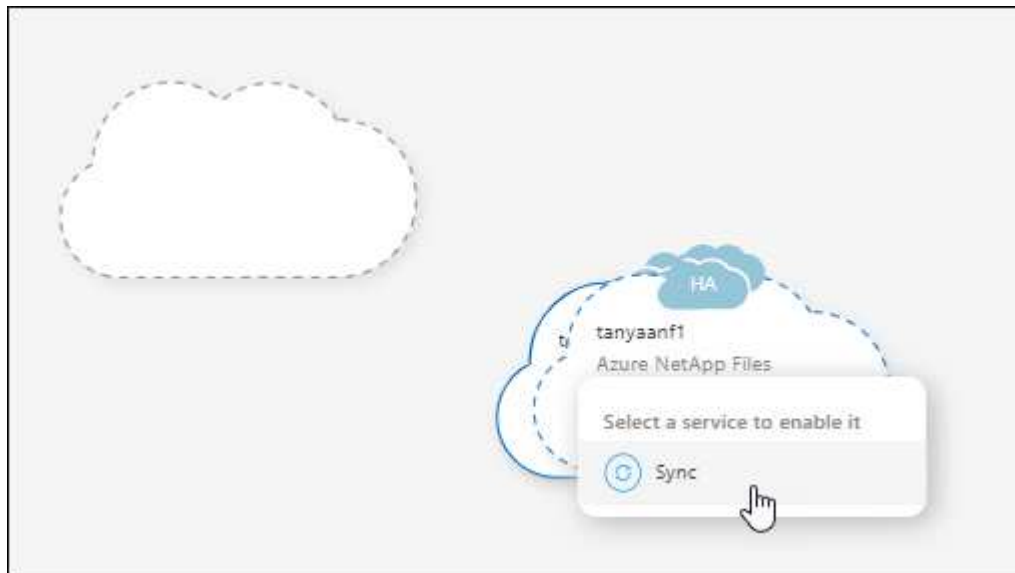 HA
tanyaanf1
Azure NetApp Files
Select a service to enable it
Sync